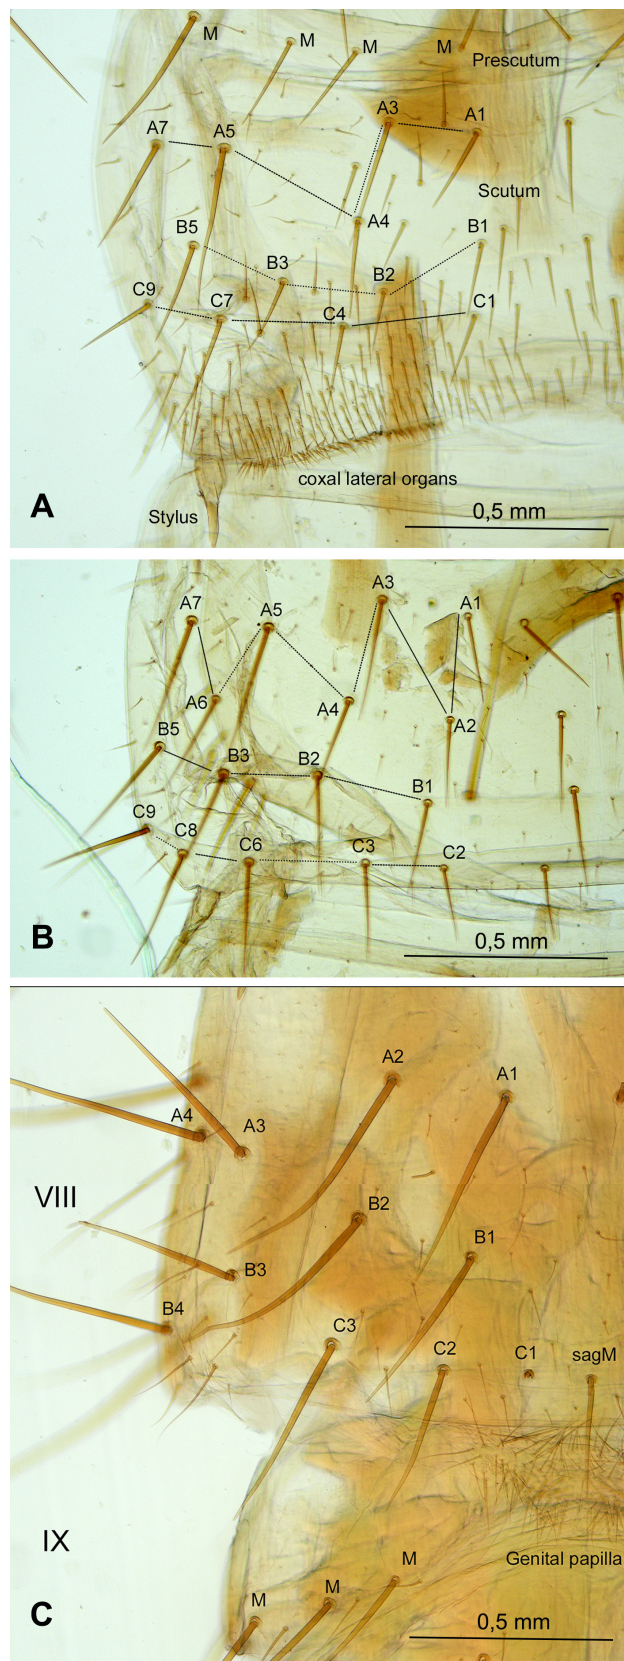 M M M M
Prescutum
A7 A5 A3 A1
Scutum
A4
B5 B3 B2 B1
C9 C7 C4 C1
coxal lateral organs
A
Stylus
0,5 mm
A7 A5 A3 A1
A6 A4 A2
B5 B3 B2 B1
C9 C8 C6 C3 C2
B
0,5 mm
A2 A1
A4 A3
VIII
B2
B1
B3
B4
C3 C2 C1 sagM
IX
Genital papilla
M M M
C
0,5 mm